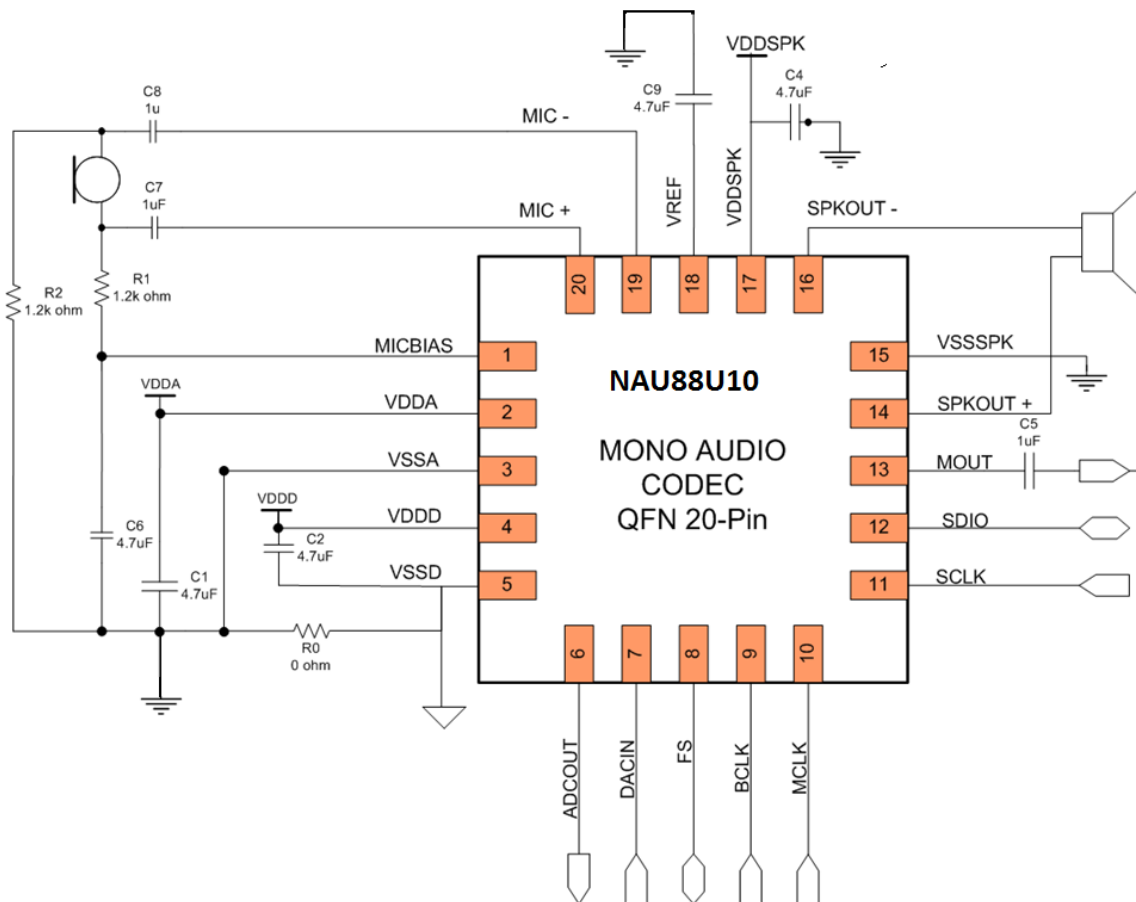 VDDSPK
C4
4.7uF
C9
4.7uF
C8
1u
MIC -
C7
1uF
MIC +
VREF
VDDSPK
SPKOUT -
R2
1.2k ohm
R1
1.2k ohm
20
19
18
17
16
MICBIAS
1
15
VSSSPK
NAU88U10
VDDA
VDDA
2
14
SPKOUT +
C5
1uF
MONO AUDIO
CODEC
QFN 20-Pin
VSSA
3
13
MOUT
VDDD
VDDD
4
12
SDIO
C6
4.7uF
C2
4.7uF
C1
4.7uF
VSSD
5
11
SCLK
R0
0 ohm
6
7
8
9
10
ADCOUT
DACIN
FS
BCLK
MCLK